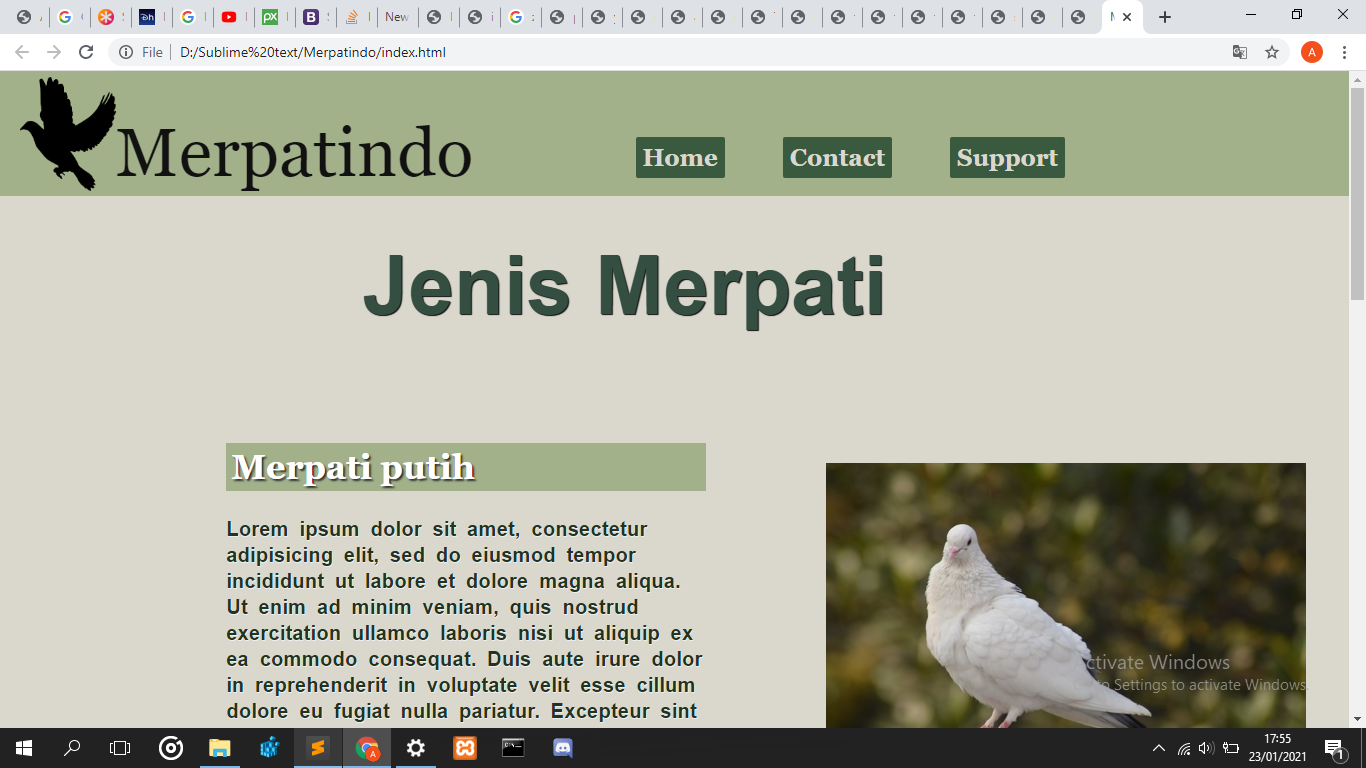 New
M
File
D:/Sublime%20text/Merpatindo/index.html
A
Merpatindo
Home
Contact
Support
Jenis Merpati
Merpati putih
Lorem ipsum dolor sit amet, consectetur
adipisicing elit, sed do eiusmod tempor
incididunt ut labore et dolore magna aliqua.
Ut enim ad minim veniam, quis nostrud
exercitation ullamco laboris nisi ut aliquip ex
ea commodo consequat. Duis aute irure dolor
in reprehenderit in voluptate velit esse cillum
dolore eu fugiat nulla pariatur. Excepteur sint
ctivate Windows
to Settings to activate Windows
17:55
23/01/2021
1